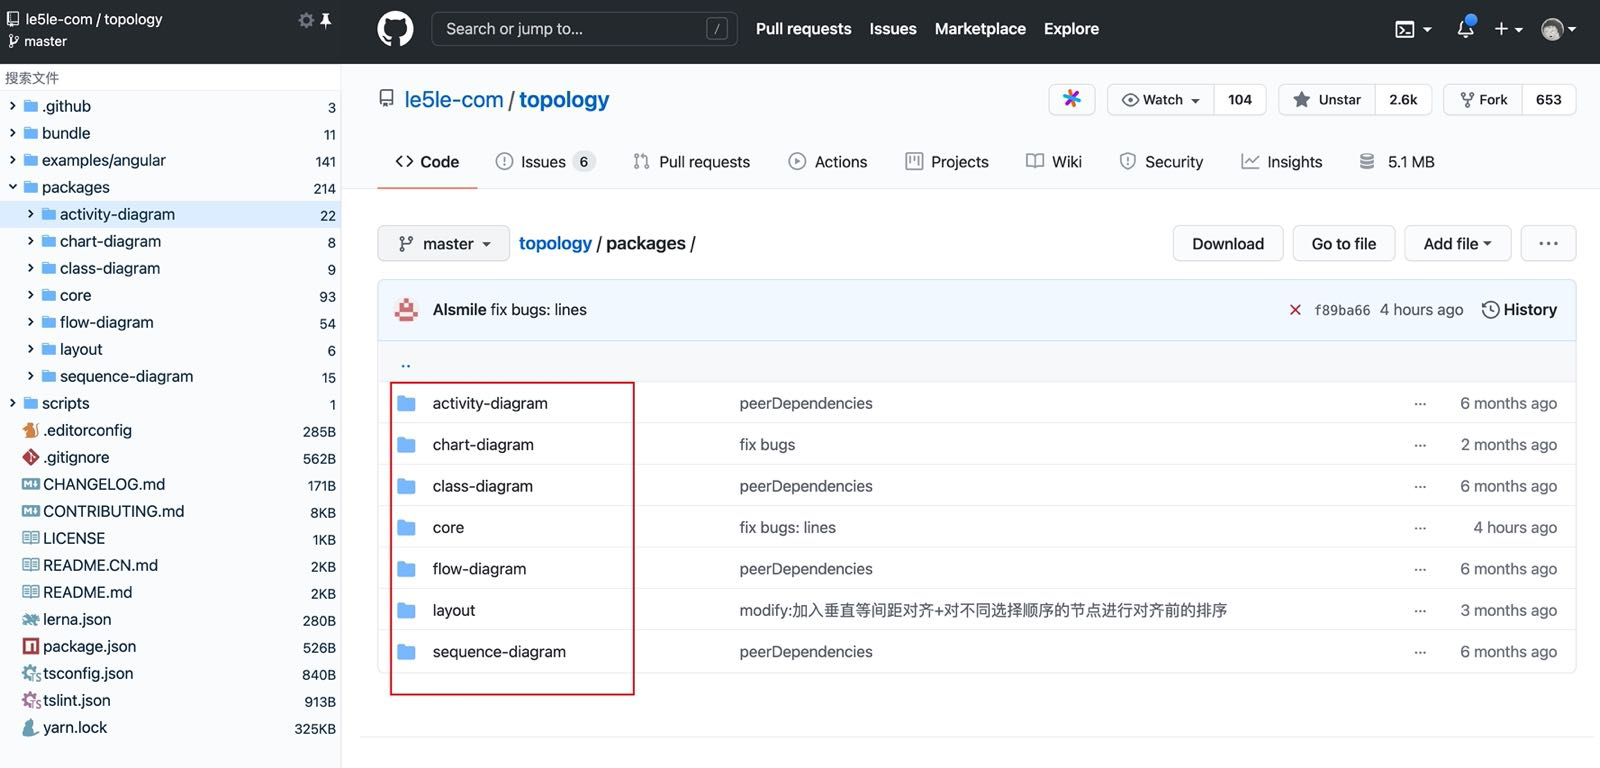 le5le-com / topology
master
搜索文件
.github 3
bundle 11
examples/angular 141
packages 214
activity-diagram 22
chart-diagram 8
class-diagram 9
core 93
flow-diagram 54
layout 6
sequence-diagram 15
scripts 1
.editorconfig 285B
.gitignore 562B
CHANGELOG.md 171B
CONTRIBUTING.md 8KB
LICENSE 1KB
README.CN.md 2KB
README.md 2KB
lerna.json 280B
package.json 526B
tsconfig.json 840B
tslint.json 913B
yarn.lock 325KB
Search or jump to... /
Pull requests Issues Marketplace Explore
le5le-com / topology
Watch 104 Unstar 2.6k Fork 653
Code Issues 6 Pull requests Actions Projects Wiki Security Insights 5.1 MB
master topology / packages / Download Go to file Add file ...
Alsmile fix bugs: lines f89ba66 4 hours ago History
..
activity-diagram peerDependencies ... 6 months ago
chart-diagram fix bugs ... 2 months ago
class-diagram peerDependencies ... 6 months ago
core fix bugs: lines ... 4 hours ago
flow-diagram peerDependencies ... 6 months ago
layout modify:加入垂直等间距对齐+对不同选择顺序的节点进行对齐前的排序 ... 3 months ago
sequence-diagram peerDependencies ... 6 months ago